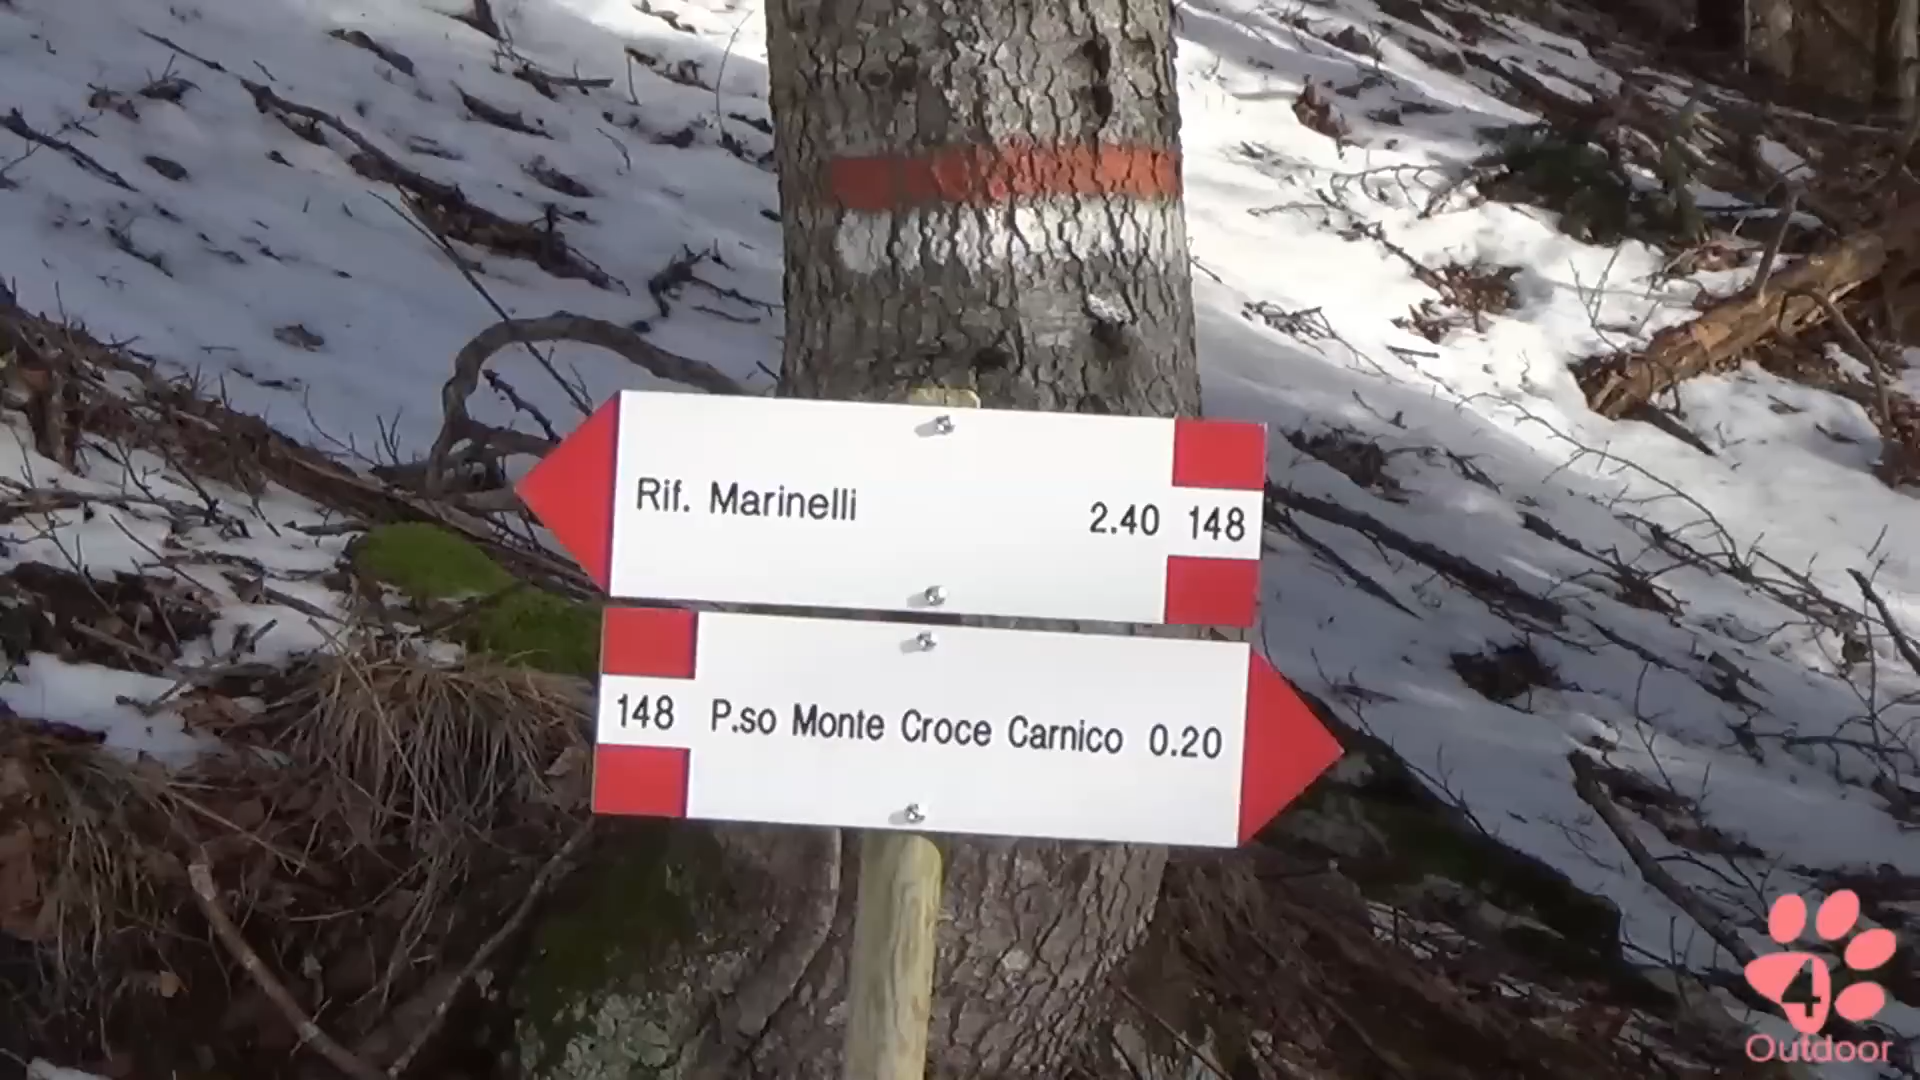 Rif. Marinelli 2.40 148
148 P.so Monte Croce Carnico 0.20
4
Outdoor